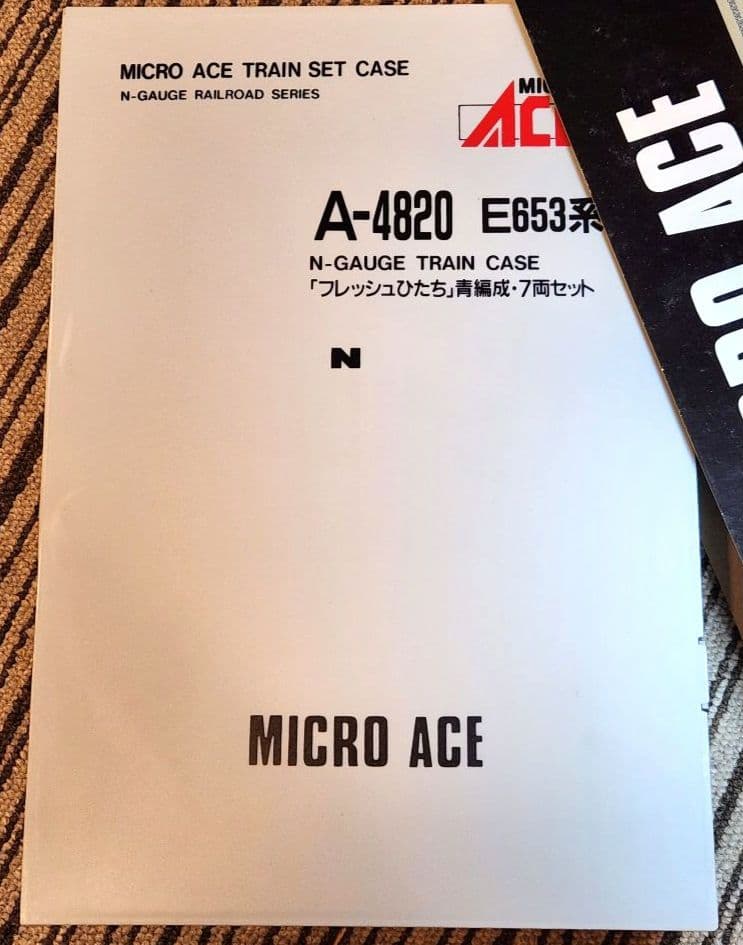 MICRO ACE TRAIN SET CASE
N-GAUGE RAILROAD SERIES
A-4820 E653系
N-GAUGE TRAIN CASE
「フレッシュひたち」青編成・7両セット
N
MICRO ACE
ACE